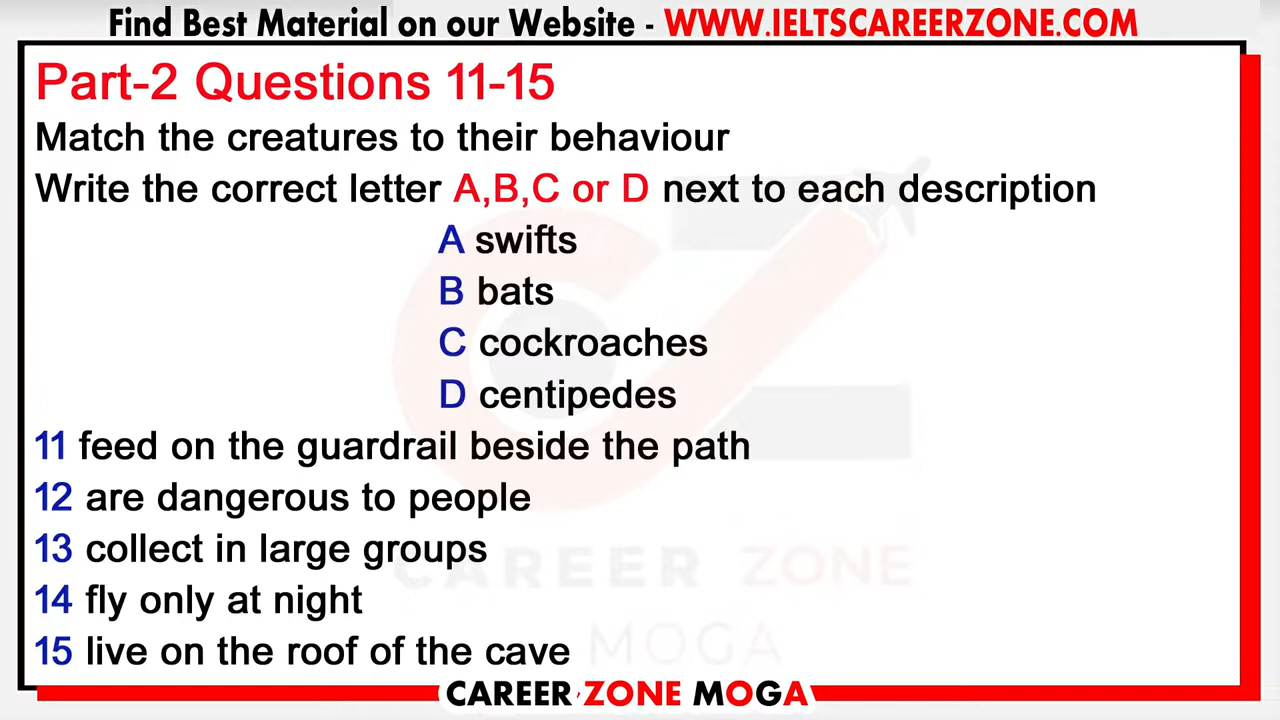 Find Best Material on our Website - WWW.IELTSCAREERZONE.COM
Part-2 Questions 11-15
Match the creatures to their behaviour
Write the correct letter A,B,C or D next to each description
A swifts
B bats
C cockroaches
D centipedes
11 feed on the guardrail beside the path
12 are dangerous to people
13 collect in large groups
14 fly only at night
15 live on the roof of the cave
CAREER ZONE
MOGA
CAREER ZONE MOGA